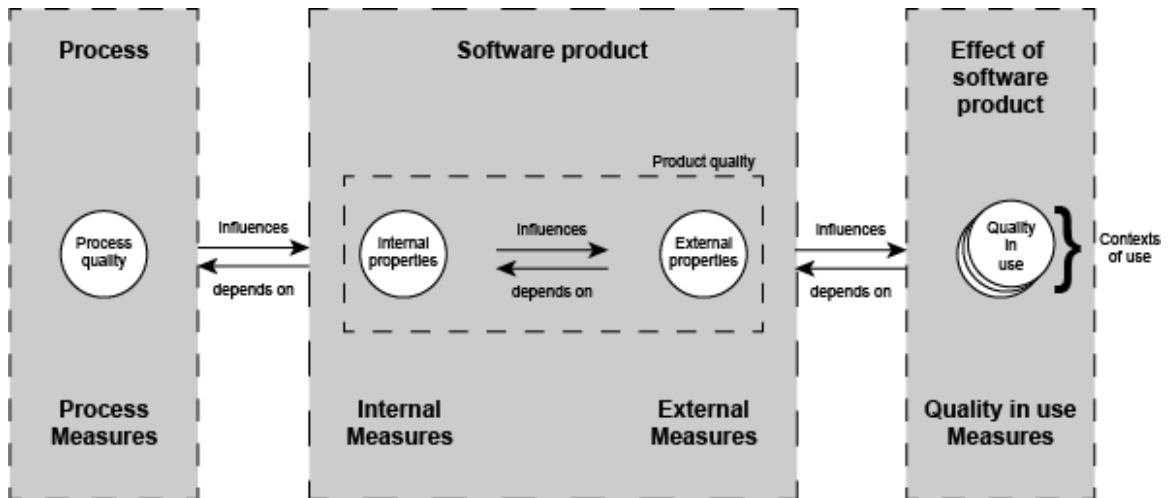 Process
Software product
Effect of
software
product
Product quality
Process
quality
Influences
depends on
Internal
properties
Influences
depends on
External
properties
Influences
depends on
Quality
in
use
Contexts
of use
Process
Measures
Internal
Measures
External
Measures
Quality in use
Measures